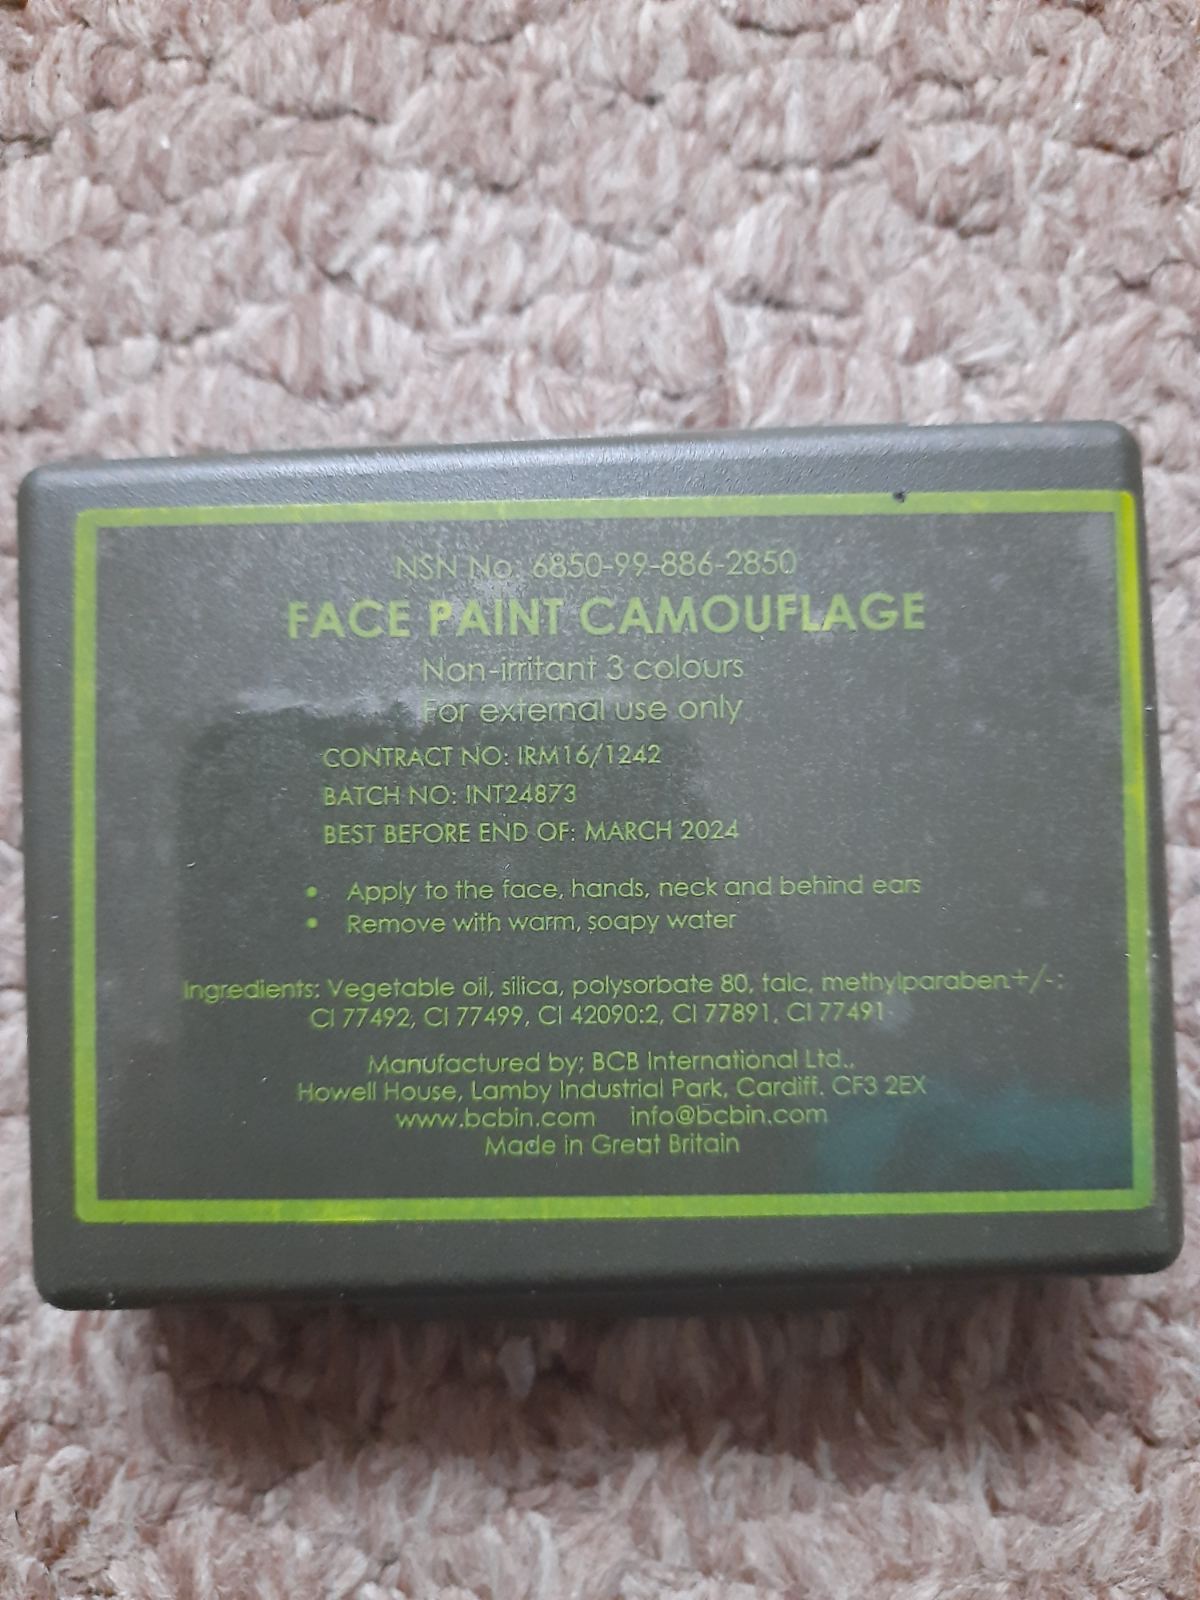 NSN No: 6850-99-886-2850
FACE PAINT CAMOUFLAGE
Non-irritant 3 colours
For external use only
CONTRACT NO: IRM16/1242
BATCH NO: INT24873
BEST BEFORE END OF: MARCH 2024
• Apply to the face, hands, neck and behind ears
• Remove with warm, soapy water
Ingredients: Vegetable oil, silica, polysorbate 80, talc, methylparaben+/-:
CI 77492, CI 77499, CI 42090:2, CI 77891, CI 77491
Manufactured by; BCB International Ltd.,
Howell House, Lamby Industrial Park, Cardiff. CF3 2EX
www.bcbin.com info@bcbin.com
Made in Great Britain